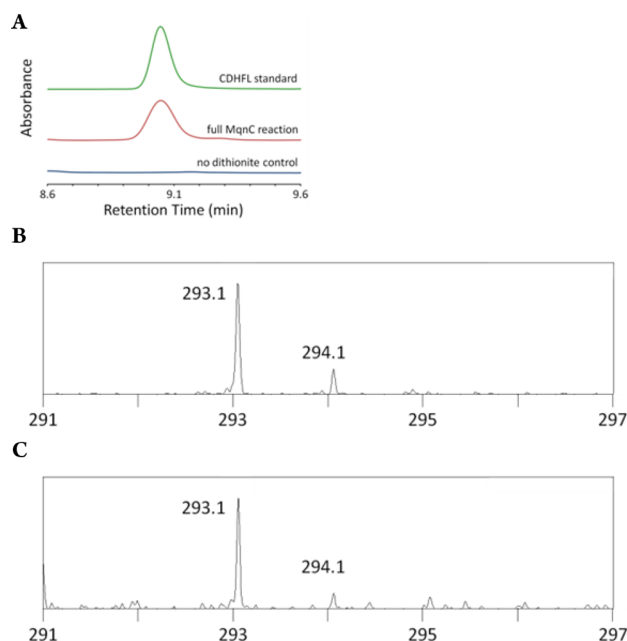 A
Absorbance
CDHFL standard
full MqnC reaction
no dithionite control
8.6 9.1 9.6
Retention Time (min)
B
293.1
294.1
291 293 295 297
C
293.1
294.1
291 293 295 297